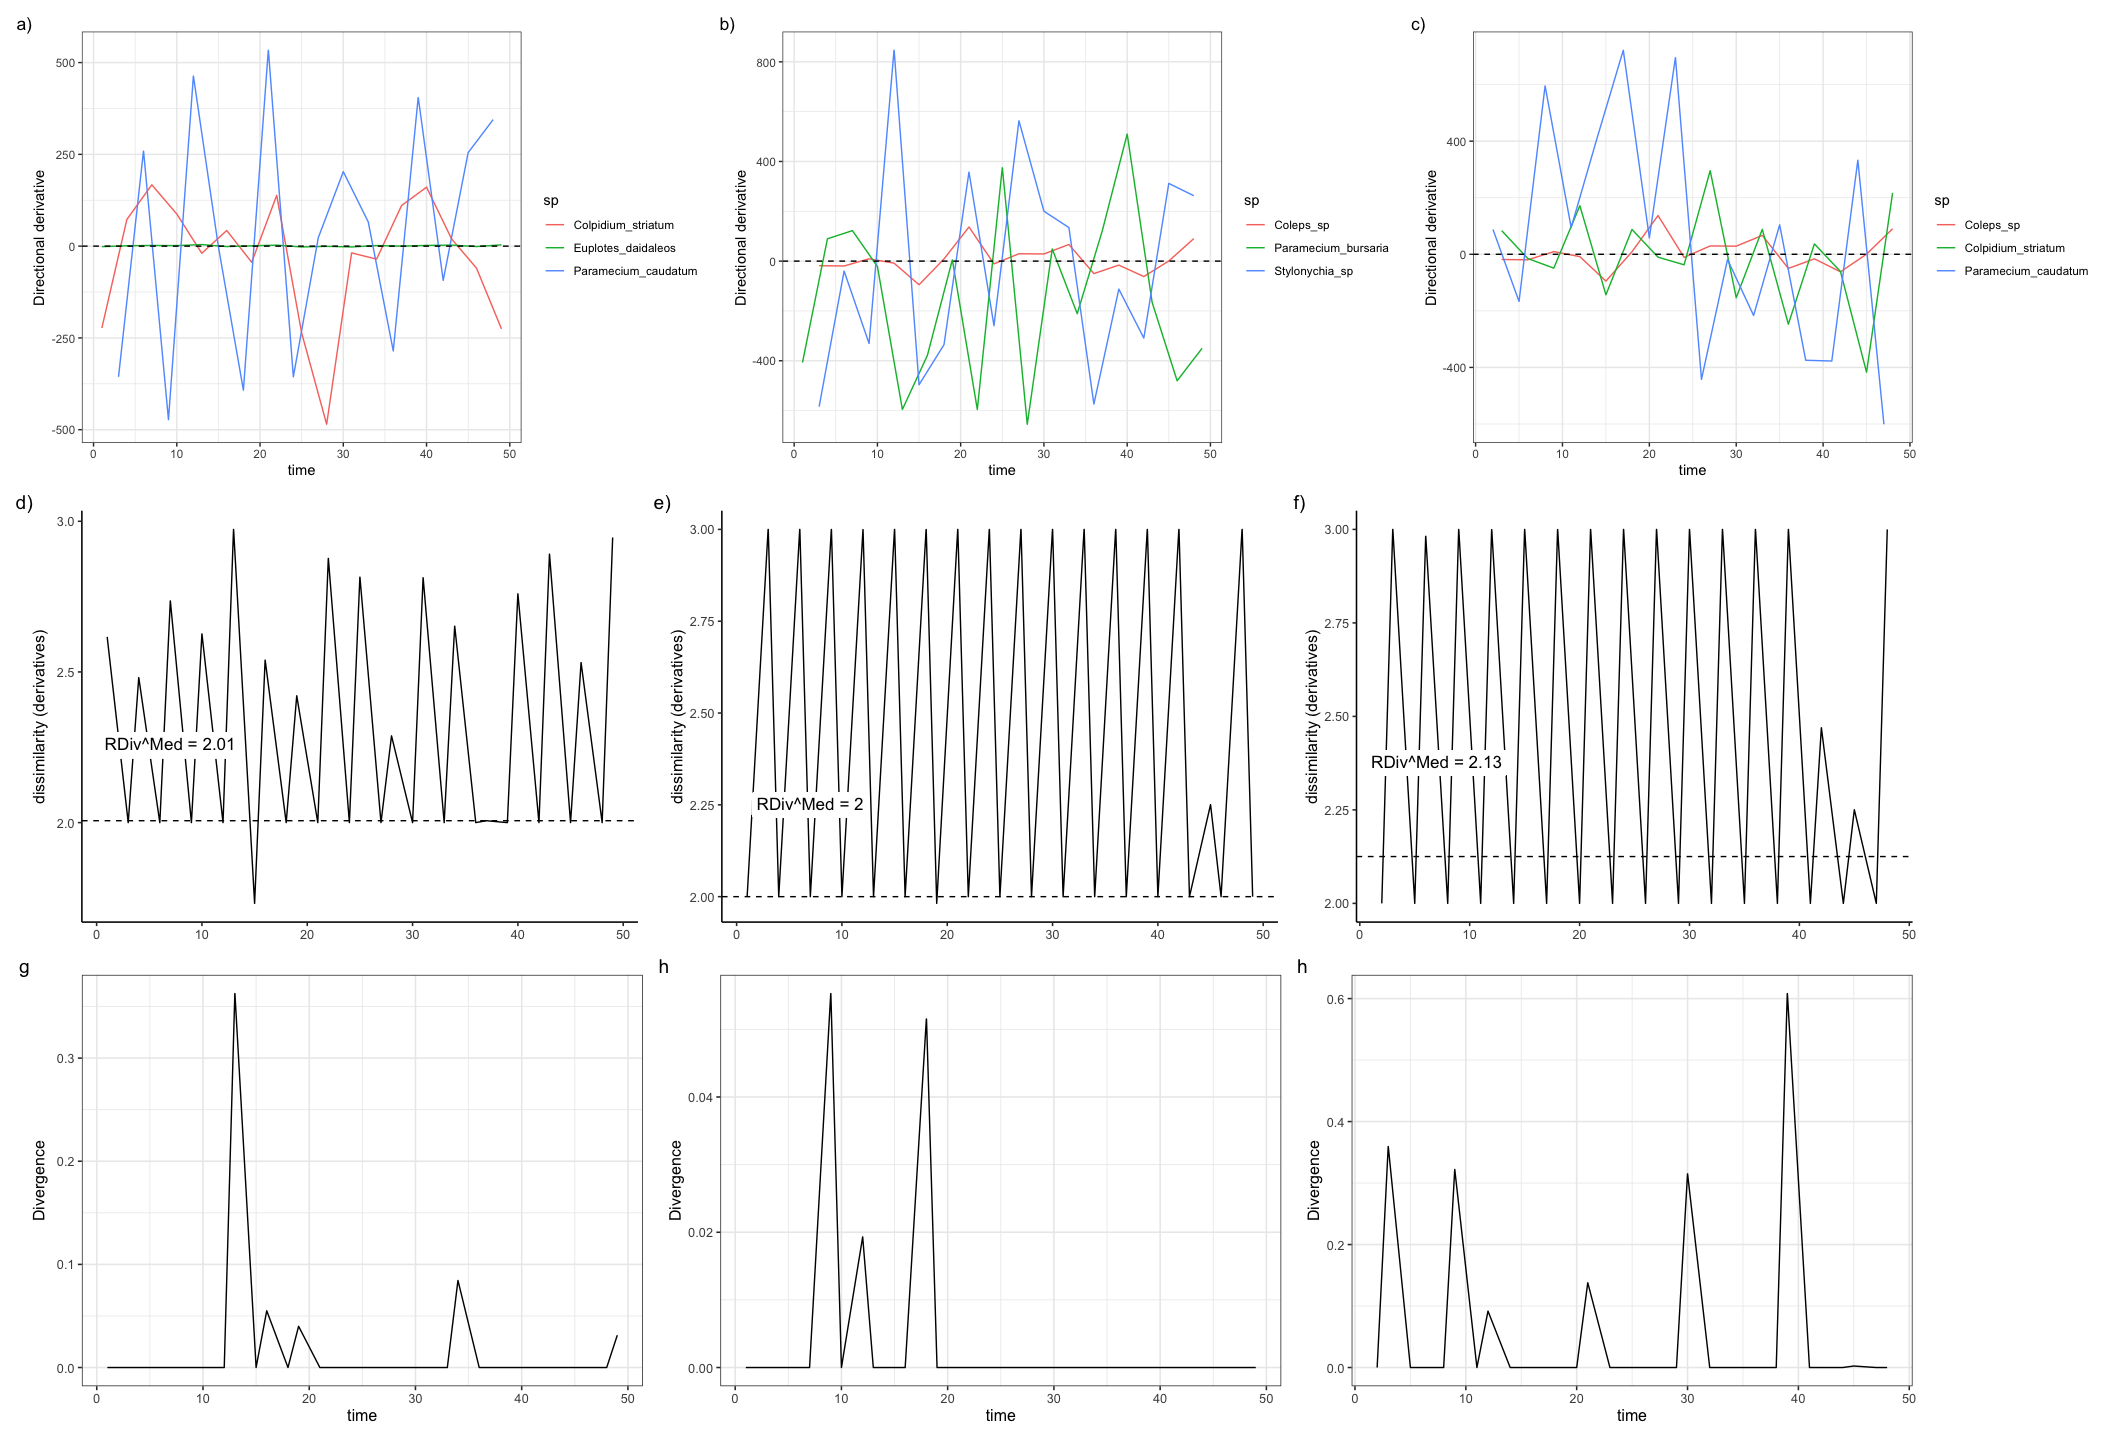 a)
Directional derivative
500
250
0
-250
-500
0 10 20 30 40 50
time
sp
Colpidium_striatum
Euplotes_daidaleos
Paramecium_caudatum
b)
Directional derivative
800
400
0
-400
0 10 20 30 40 50
time
sp
Coleps_sp
Paramecium_bursaria
Stylonychia_sp
c)
Directional derivative
400
0
-400
0 10 20 30 40 50
time
sp
Coleps_sp
Colpidium_striatum
Paramecium_caudatum
d)
dissimilarity (derivatives)
3.0
2.5
2.0
RDiv^Med = 2.01
0 10 20 30 40 50
e)
dissimilarity (derivatives)
3.00
2.75
2.50
2.25
2.00
RDiv^Med = 2
0 10 20 30 40 50
f)
dissimilarity (derivatives)
3.00
2.75
2.50
2.25
2.00
RDiv^Med = 2.13
0 10 20 30 40 50
g
Divergence
0.3
0.2
0.1
0.0
0 10 20 30 40 50
time
h
Divergence
0.04
0.02
0.00
0 10 20 30 40 50
time
h
Divergence
0.6
0.4
0.2
0.0
0 10 20 30 40 50
time